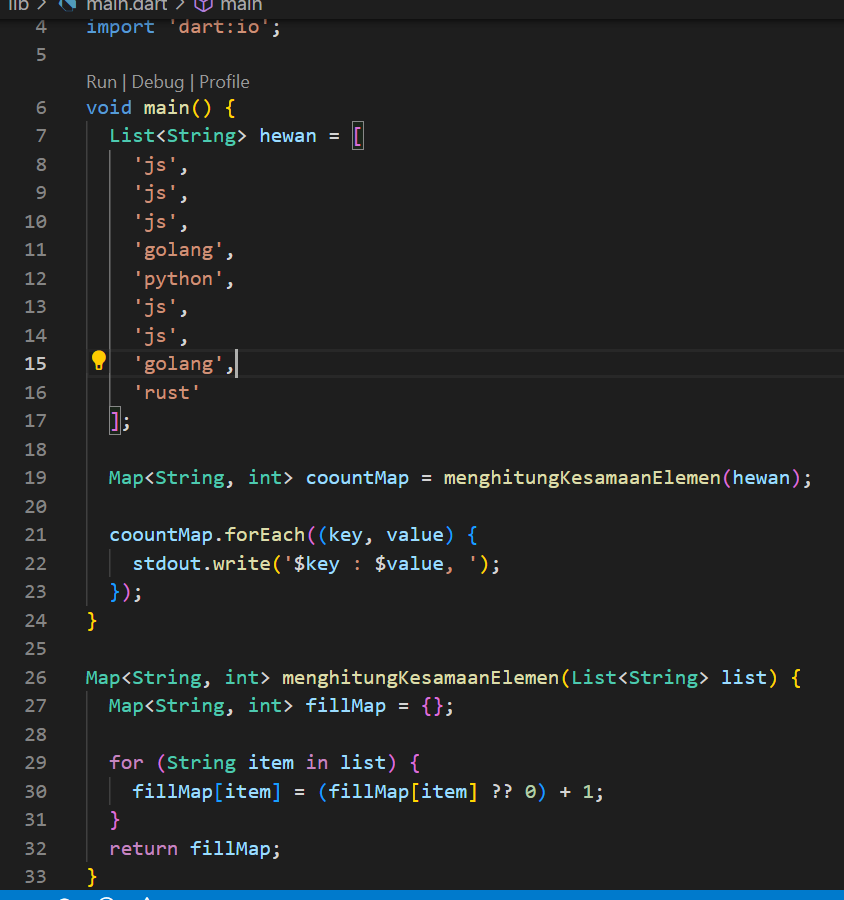 lib > main.dart > main
4 import 'dart:io';
5
Run | Debug | Profile
6 void main() {
7   List<String> hewan = [
8     'js',
9     'js',
10     'js',
11     'golang',
12     'python',
13     'js',
14     'js',
15     'golang',
16     'rust'
17   ];
18
19   Map<String, int> coountMap = menghitungKesamaanElemen(hewan);
20
21   coountMap.forEach((key, value) {
22     stdout.write('$key : $value, ');
23   });
24 }
25
26 Map<String, int> menghitungKesamaanElemen(List<String> list) {
27   Map<String, int> fillMap = {};
28
29   for (String item in list) {
30     fillMap[item] = (fillMap[item] ?? 0) + 1;
31   }
32   return fillMap;
33 }